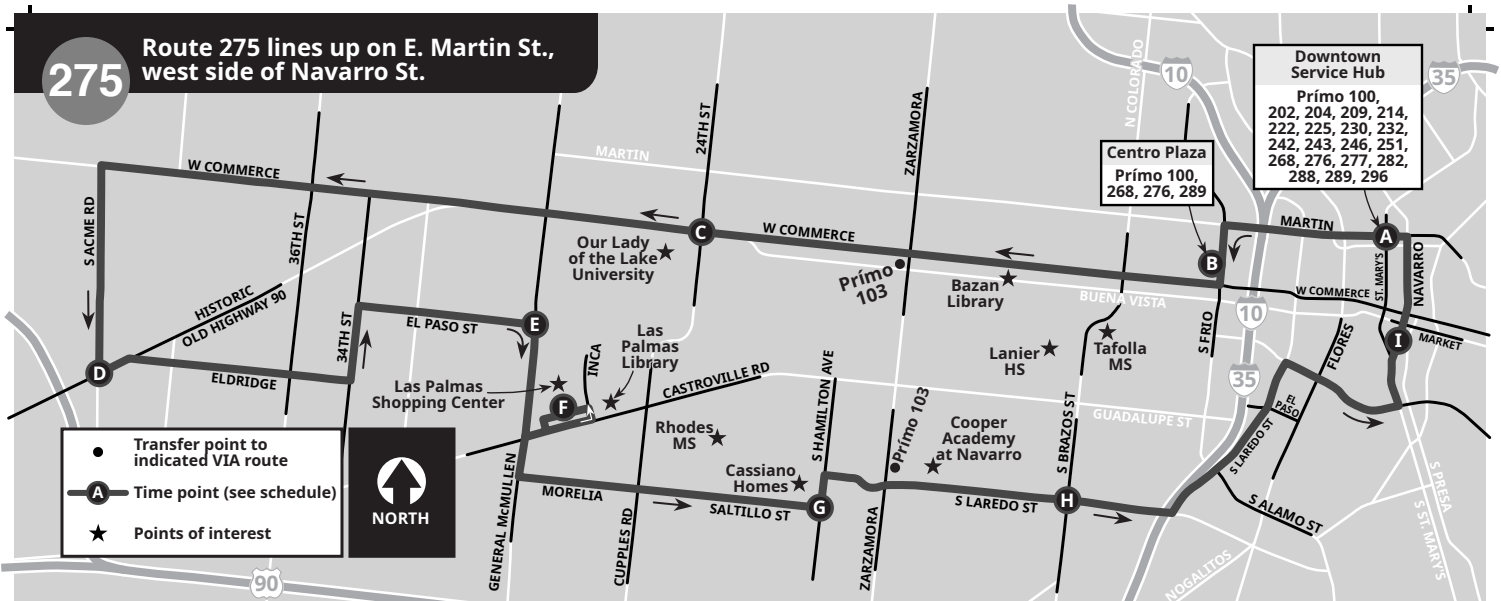 275
Route 275 lines up on E. Martin St.,
west side of Navarro St.
10
35
Downtown
Service Hub
Prímo 100,
202, 204, 209, 214,
222, 225, 230, 232,
242, 243, 246, 251,
268, 276, 277, 282,
288, 289, 296
Centro Plaza
Prímo 100,
268, 276, 289
N COLORADO
24TH ST
ZARZAMORA
MARTIN
W COMMERCE
S ACME RD
36TH ST
C
W COMMERCE
MARTIN
A
B
ST. MARY'S
NAVARRO
Our Lady
of the Lake
University
Prímo
103
Bazan
Library
BUENA VISTA
W COMMERCE
HISTORIC
OLD HIGHWAY 90
34TH ST
EL PASO ST
E
10
S FRIO
FLORES
I
MARKET
Las
Palmas
Library
INCA
Lanier
HS
Tafolla
MS
D
ELDRIDGE
Las Palmas
Shopping Center
F
CASTROVILLE RD
S HAMILTON AVE
35
EL
PASO
GUADALUPE ST
Prímo 103
Cooper
Academy
at Navarro
S BRAZOS ST
S LAREDO ST
Rhodes
MS
Cassiano
Homes
Transfer point to
indicated VIA route
A
Time point (see schedule)
Points of interest
NORTH
GENERAL McMULLEN
MORELIA
SALTILLO ST
G
S LAREDO ST
H
S ALAMO ST
S PRESA
S ST. MARY'S
CUPPLES RD
ZARZAMORA
NOGALITOS
90